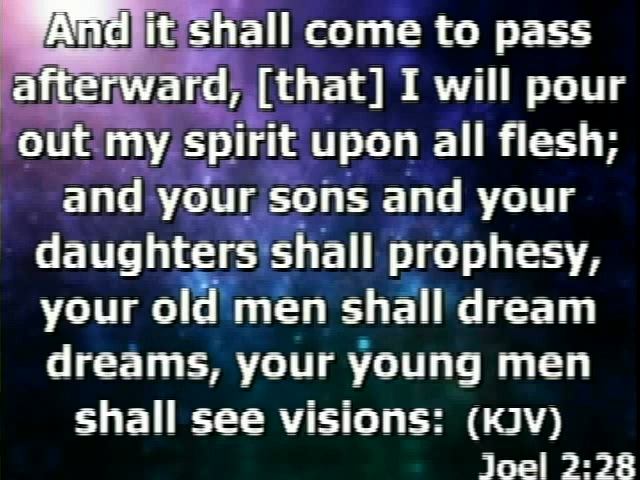 And it shall come to pass
afterward, [that] I will pour
out my spirit upon all flesh;
and your sons and your
daughters shall prophesy,
your old men shall dream
dreams, your young men
shall see visions: (KJV)
Joel 2:28